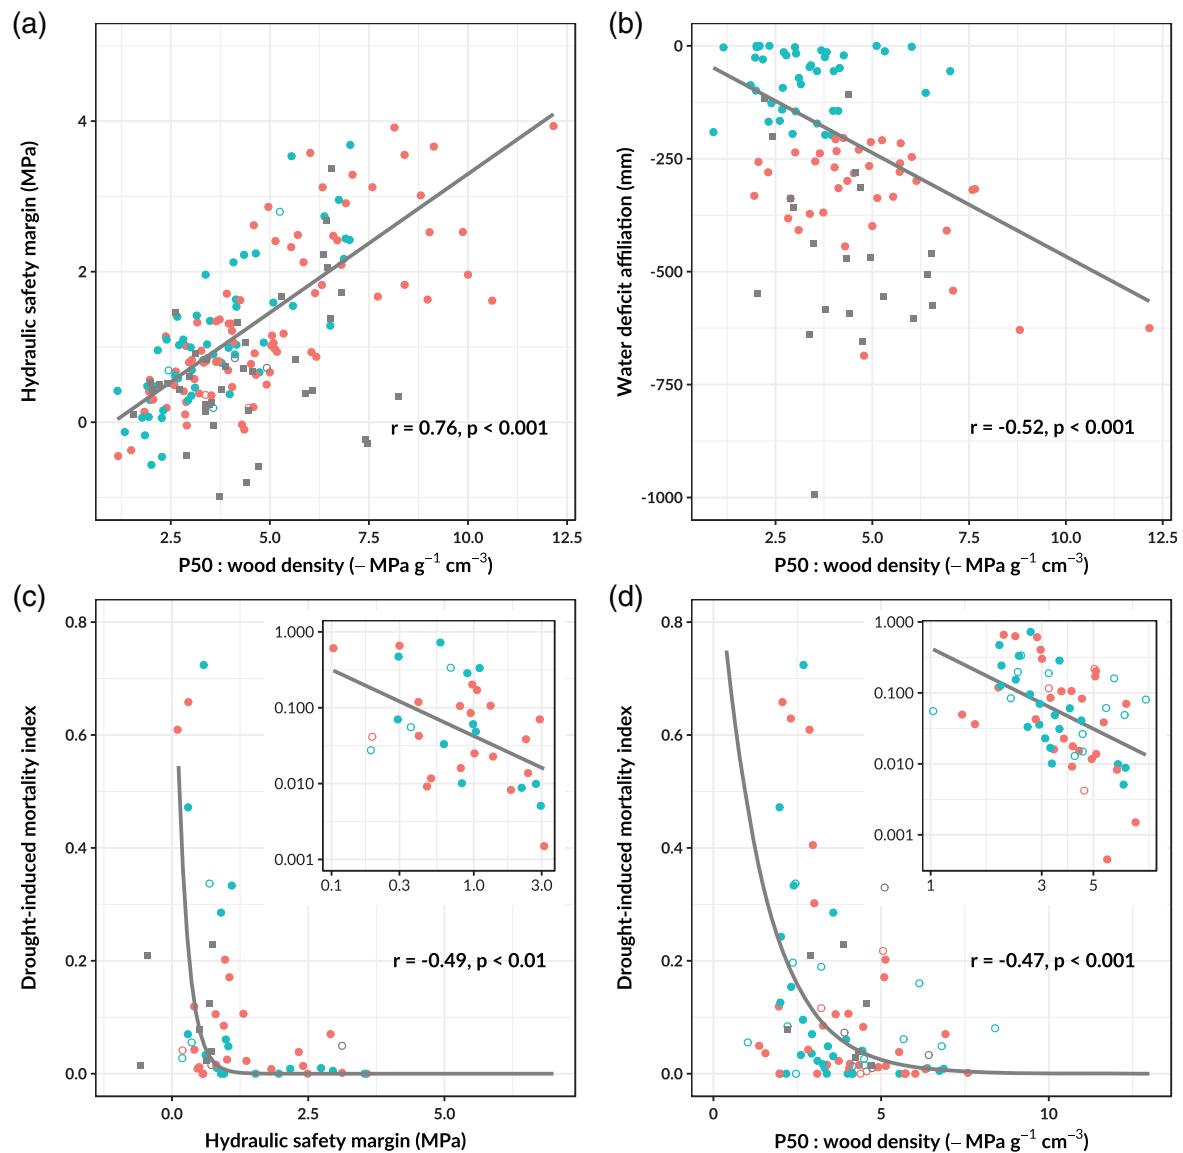 (a)
Hydraulic safety margin (MPa)
4
2
0
r = 0.76, p < 0.001
2.5 5.0 7.5 10.0 12.5
P50 : wood density (– MPa g⁻¹ cm⁻³)
(b)
Water deficit affiliation (mm)
0
-250
-500
-750
-1000
r = -0.52, p < 0.001
2.5 5.0 7.5 10.0 12.5
P50 : wood density (– MPa g⁻¹ cm⁻³)
(c)
Drought-induced mortality index
0.8
0.6
0.4
0.2
0.0
1.000
0.100
0.010
0.001
0.1 0.3 1.0 3.0
r = -0.49, p < 0.01
0.0 2.5 5.0
Hydraulic safety margin (MPa)
(d)
Drought-induced mortality index
0.8
0.6
0.4
0.2
0.0
1.000
0.100
0.010
0.001
1 3 5
r = -0.47, p < 0.001
0 5 10
P50 : wood density (– MPa g⁻¹ cm⁻³)